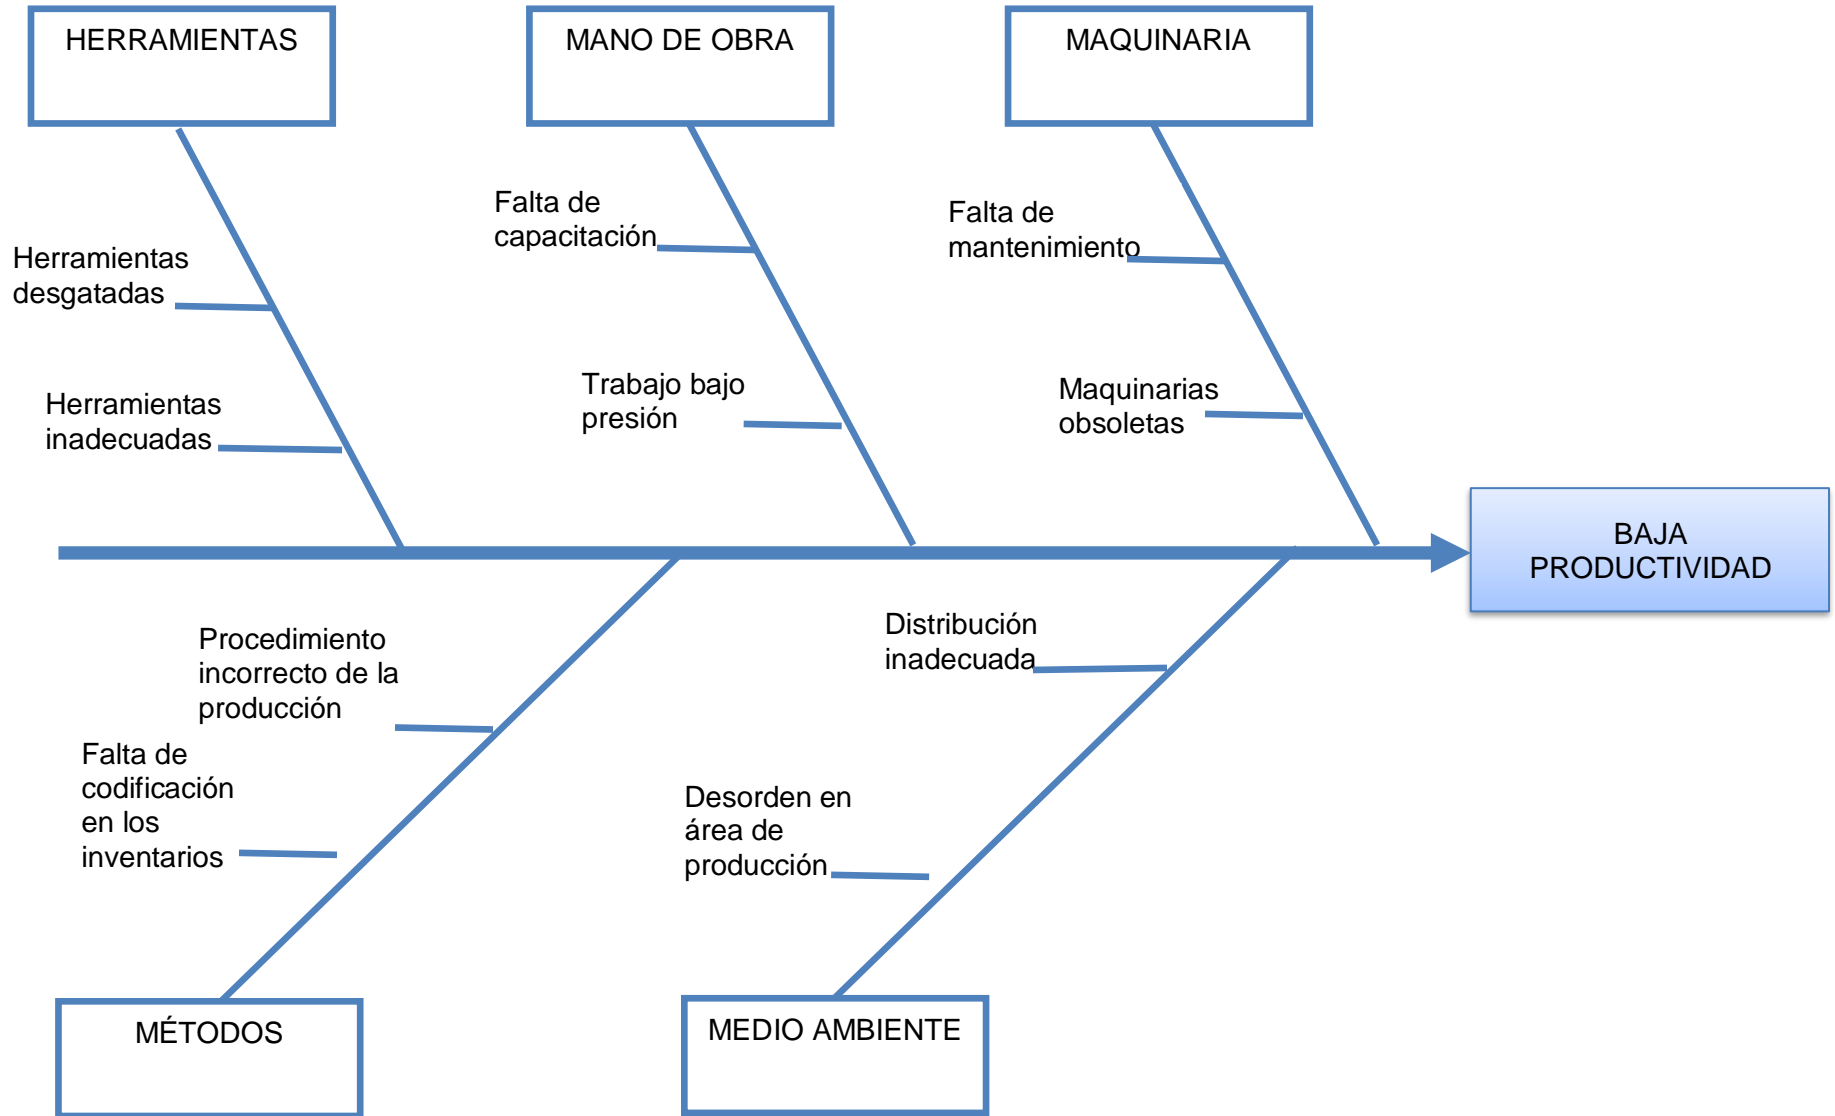 HERRAMIENTAS
MANO DE OBRA
MAQUINARIA
Falta de
capacitación
Falta de
mantenimiento
Herramientas
desgatadas
Trabajo bajo
presión
Maquinarias
obsoletas
Herramientas
inadecuadas
BAJA
PRODUCTIVIDAD
Procedimiento
incorrecto de la
producción
Distribución
inadecuada
Falta de
codificación
en los
inventarios
Desorden en
área de
producción
MÉTODOS
MEDIO AMBIENTE